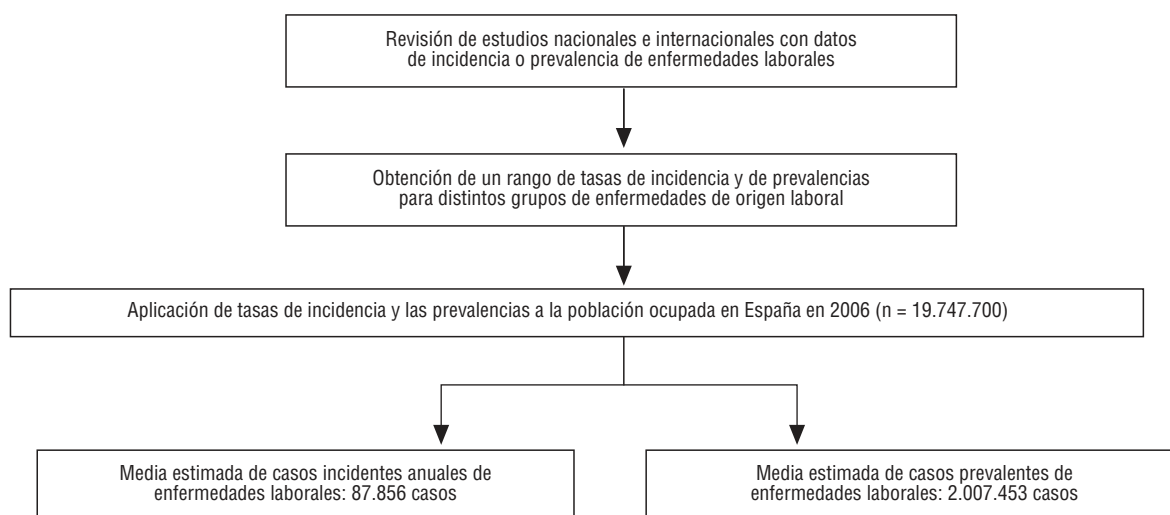 Revisión de estudios nacionales e internacionales con datos
de incidencia o prevalencia de enfermedades laborales
Obtención de un rango de tasas de incidencia y de prevalencias
para distintos grupos de enfermedades de origen laboral
Aplicación de tasas de incidencia y las prevalencias a la población ocupada en España en 2006 (n = 19.747.700)
Media estimada de casos incidentes anuales de
enfermedades laborales: 87.856 casos
Media estimada de casos prevalentes de
enfermedades laborales: 2.007.453 casos